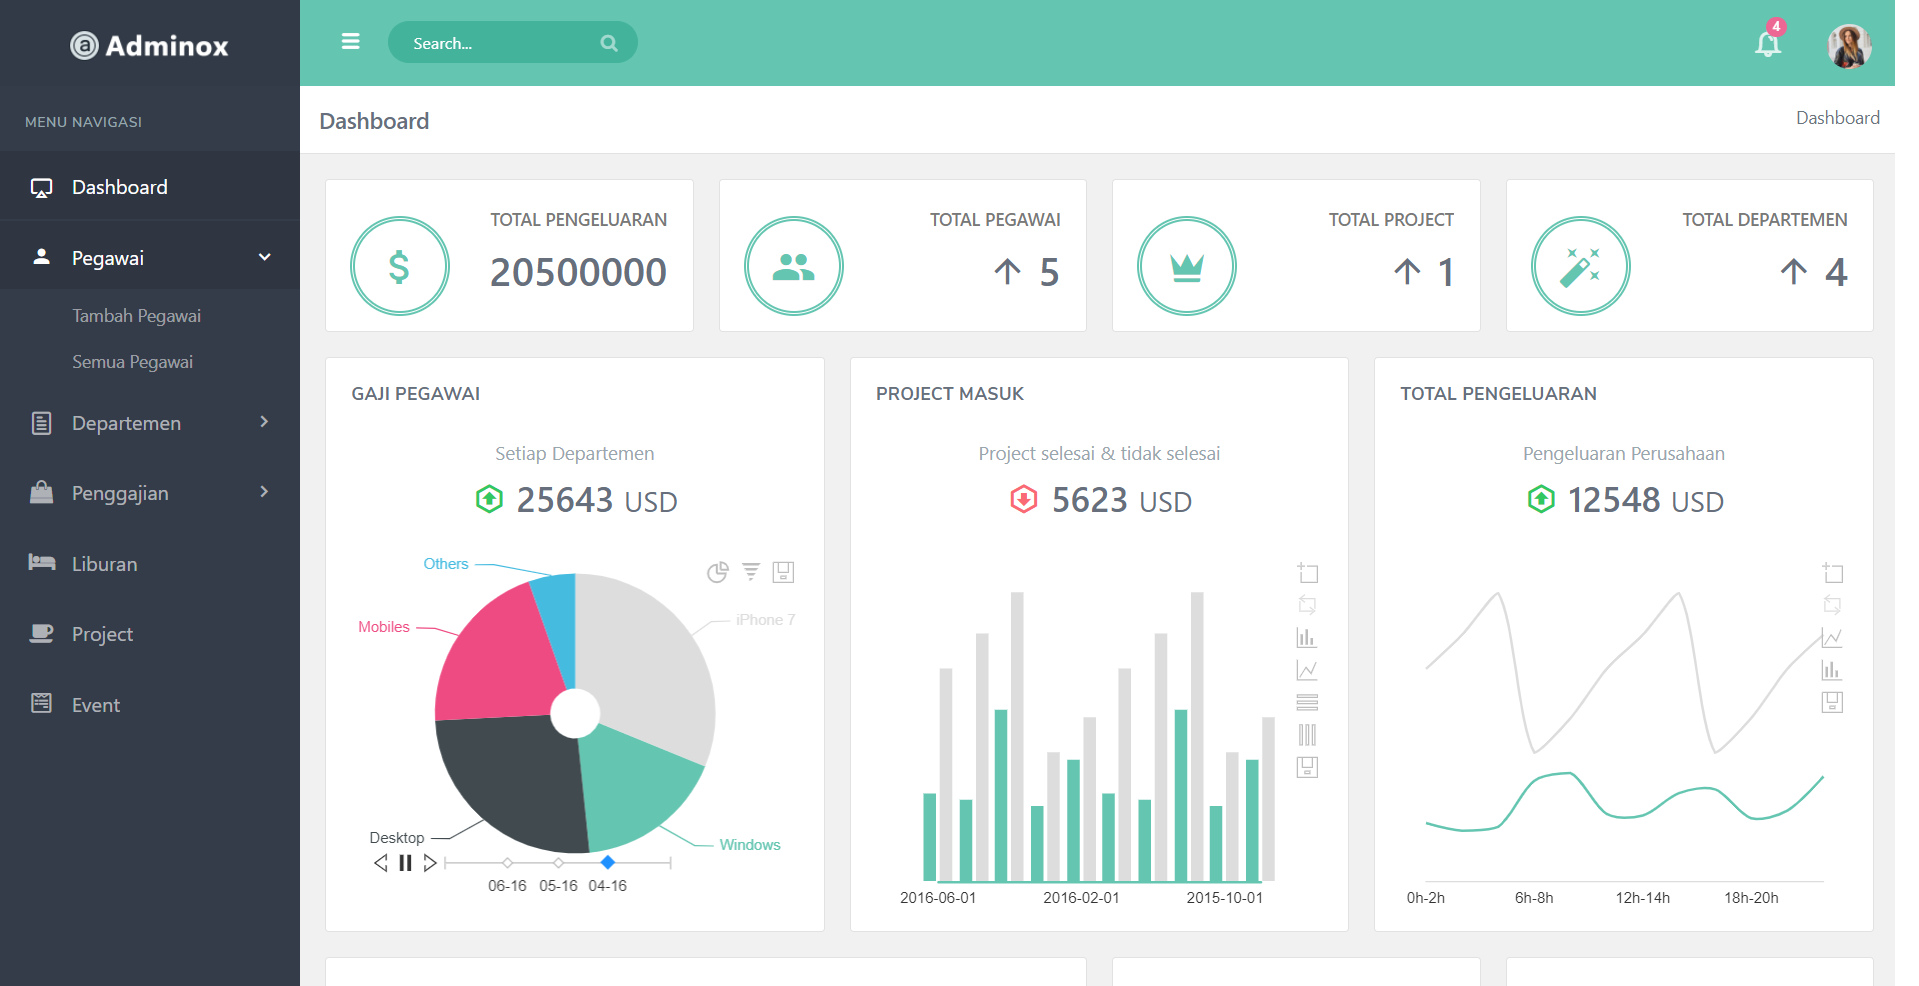 Adminox
MENU NAVIGASI
Dashboard
Pegawai
Tambah Pegawai
Semua Pegawai
Departemen
Penggajian
Liburan
Project
Event
Search...
4
Dashboard
Dashboard
TOTAL PENGELUARAN
20500000
TOTAL PEGAWAI
5
TOTAL PROJECT
1
TOTAL DEPARTEMEN
4
GAJI PEGAWAI
Setiap Departemen
25643 USD
Others
iPhone 7
Mobiles
Desktop
Windows
06-16 05-16 04-16
PROJECT MASUK
Project selesai & tidak selesai
5623 USD
2016-06-01 2016-02-01 2015-10-01
TOTAL PENGELUARAN
Pengeluaran Perusahaan
12548 USD
0h-2h 6h-8h 12h-14h 18h-20h